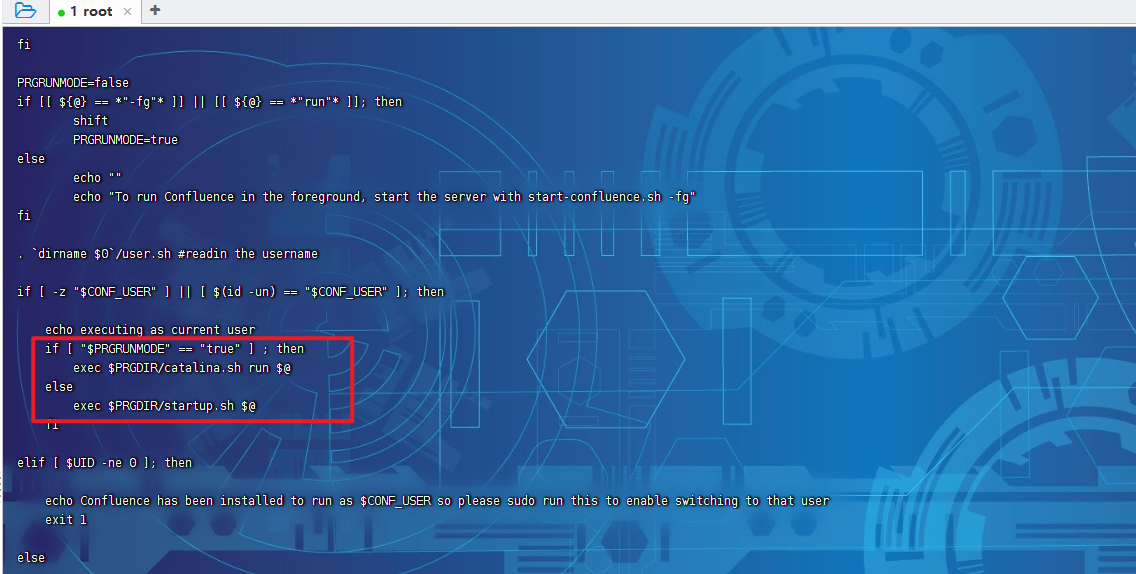 1 root × +
fi
PRGRUNMODE=false
if [[ ${@} == *"-fg"* ]] || [[ ${@} == *"run"* ]]; then
shift
PRGRUNMODE=true
else
echo ""
echo "To run Confluence in the foreground, start the server with start-confluence.sh -fg"
fi
. `dirname $0`/user.sh #readin the username
if [ -z "$CONF_USER" ] || [ $(id -un) == "$CONF_USER" ]; then
echo executing as current user
if [ "$PRGRUNMODE" == "true" ] ; then
exec $PRGDIR/catalina.sh run $@
else
exec $PRGDIR/startup.sh $@
fi
elif [ $UID -ne 0 ]; then
echo Confluence has been installed to run as $CONF_USER so please sudo run this to enable switching to that user
exit 1
else